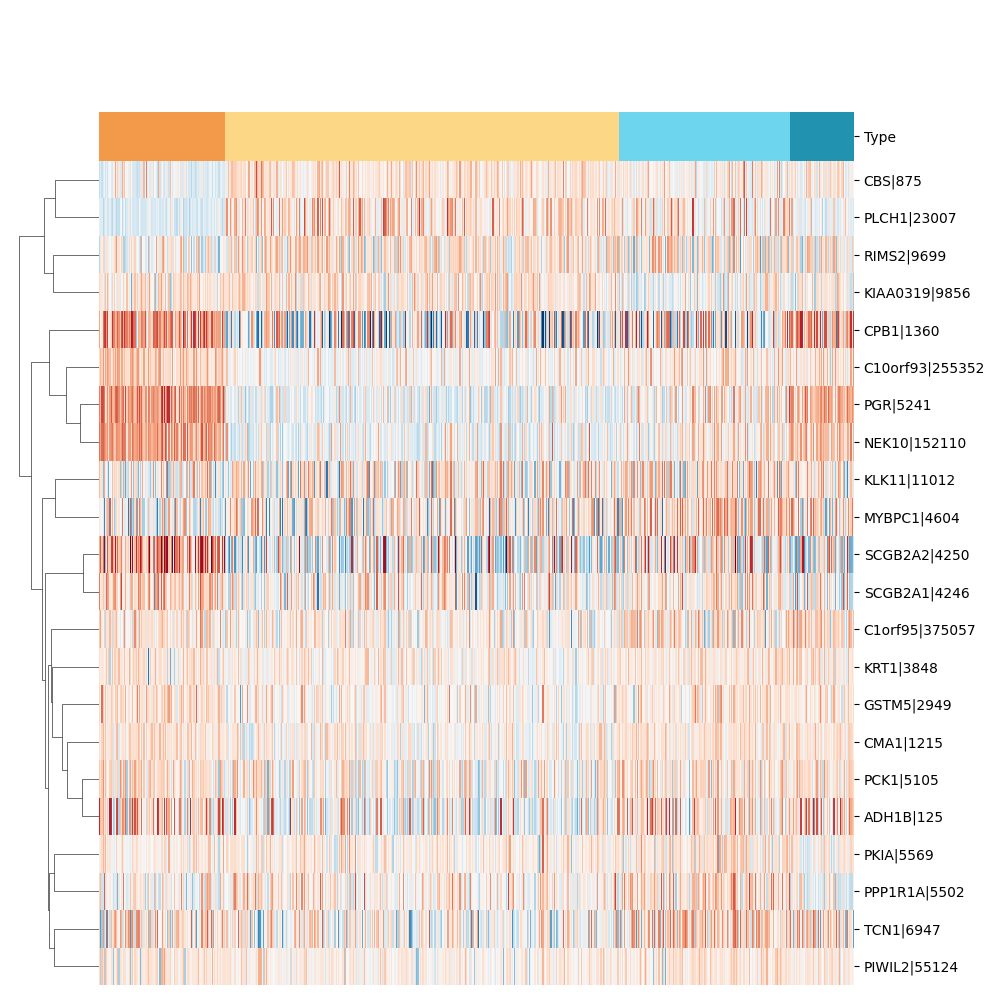 Type
CBS|875
PLCH1|23007
RIMS2|9699
KIAA0319|9856
CPB1|1360
C10orf93|255352
PGR|5241
NEK10|152110
KLK11|11012
MYBPC1|4604
SCGB2A2|4250
SCGB2A1|4246
C1orf95|375057
KRT1|3848
GSTM5|2949
CMA1|1215
PCK1|5105
ADH1B|125
PKIA|5569
PPP1R1A|5502
TCN1|6947
PIWIL2|55124